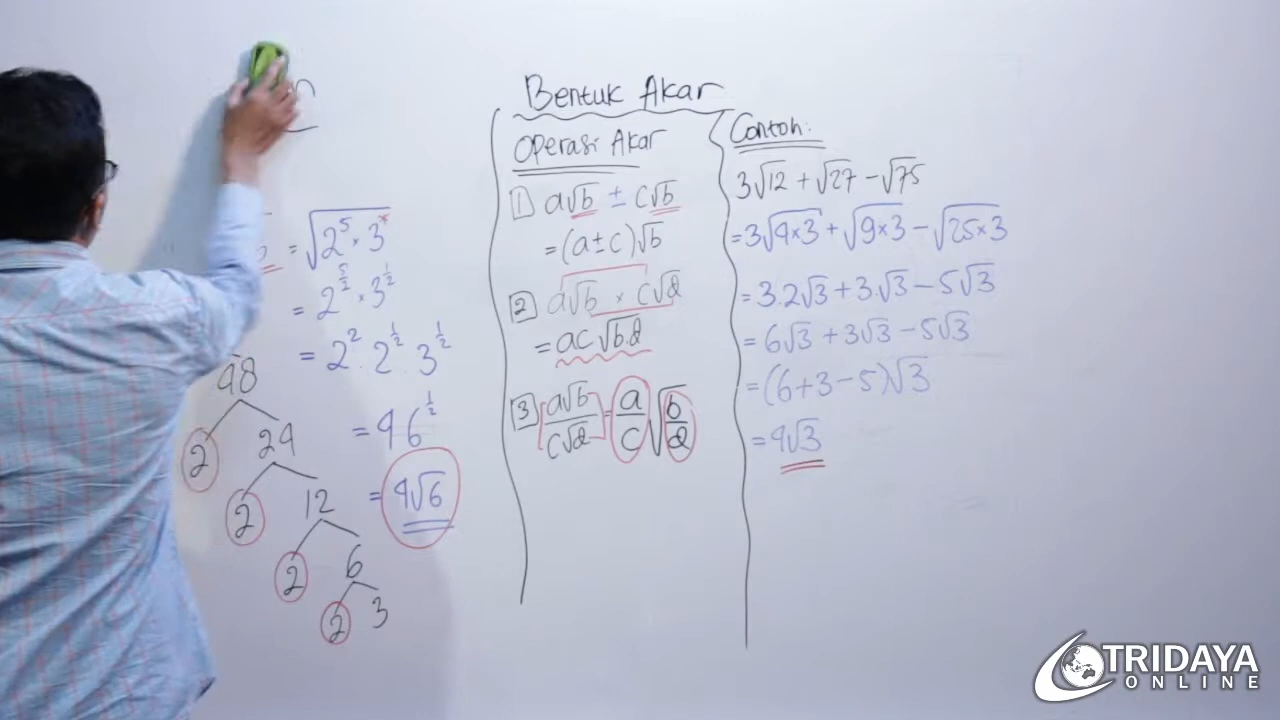 n
= √(2⁵ × 3)
= 2^(5/2) × 3^(1/2)
= 2² . 2^(1/2) . 3^(1/2)
= 4 6^(1/2)
= 4√6
48
2 24
2 12
2 6
2 3
Bentuk Akar
Operasi Akar
1 a√b ± c√b
= (a±c)√b
2 a√b × c√d
= ac√b.d
3 a√b/c√d = a/c √(b/d)
Contoh:
3√12 + √27 - √75
= 3√4×3 + √9×3 - √25×3
= 3.2√3 + 3.√3 - 5√3
= 6√3 + 3√3 - 5√3
= (6+3-5)√3
= 4√3
TRIDAYA
ONLINE